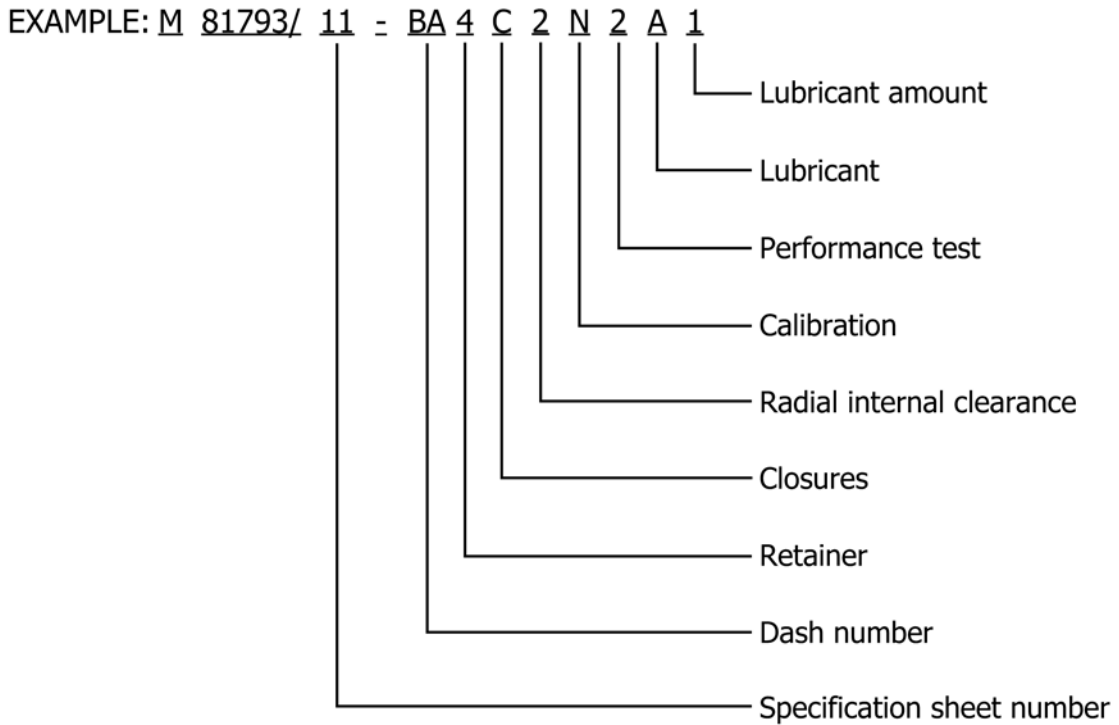 EXAMPLE: M 81793/ 11 - BA 4 C 2 N 2 A 1
Lubricant amount
Lubricant
Performance test
Calibration
Radial internal clearance
Closures
Retainer
Dash number
Specification sheet number